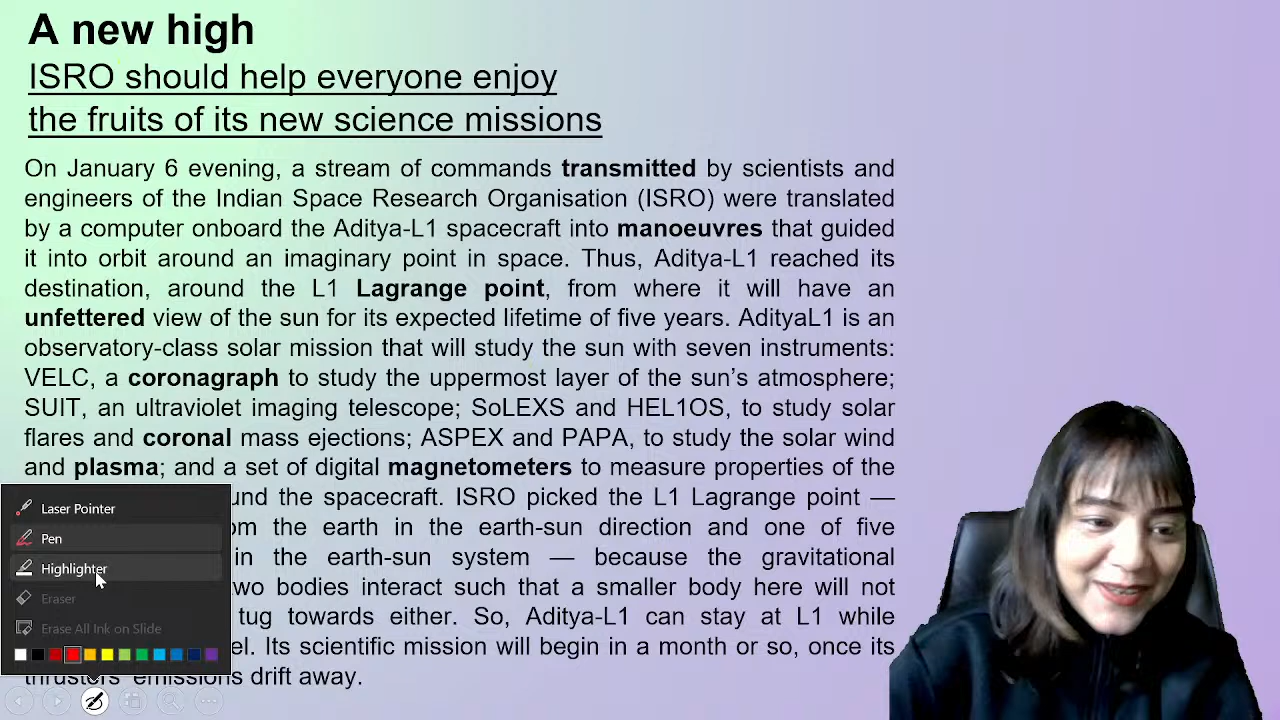 A new high
ISRO should help everyone enjoy
the fruits of its new science missions
On January 6 evening, a stream of commands transmitted by scientists and
engineers of the Indian Space Research Organisation (ISRO) were translated
by a computer onboard the Aditya-L1 spacecraft into manoeuvres that guided
it into orbit around an imaginary point in space. Thus, Aditya-L1 reached its
destination, around the L1 Lagrange point, from where it will have an
unfettered view of the sun for its expected lifetime of five years. AdityaL1 is an
observatory-class solar mission that will study the sun with seven instruments:
VELC, a coronagraph to study the uppermost layer of the sun’s atmosphere;
SUIT, an ultraviolet imaging telescope; SoLEXS and HEL1OS, to study solar
flares and coronal mass ejections; ASPEX and PAPA, to study the solar wind
and plasma; and a set of digital magnetometers to measure properties of the
the spacecraft. ISRO picked the L1 Lagrange point —
the earth in the earth-sun direction and one of five
in the earth-sun system — because the gravitational
two bodies interact such that a smaller body here will not
tug towards either. So, Aditya-L1 can stay at L1 while
Its scientific mission will begin in a month or so, once its
thrusters’ emissions drift away.
Laser Pointer
Pen
Highlighter
Eraser
Erase All Ink on Slide